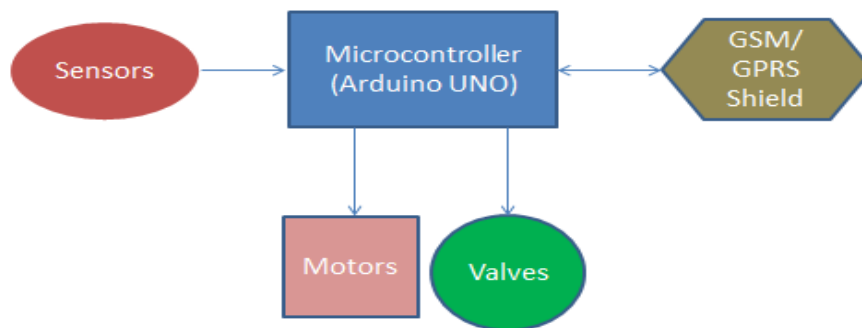 Sensors
Microcontroller
(Arduino UNO)
GSM/
GPRS
Shield
Motors
Valves